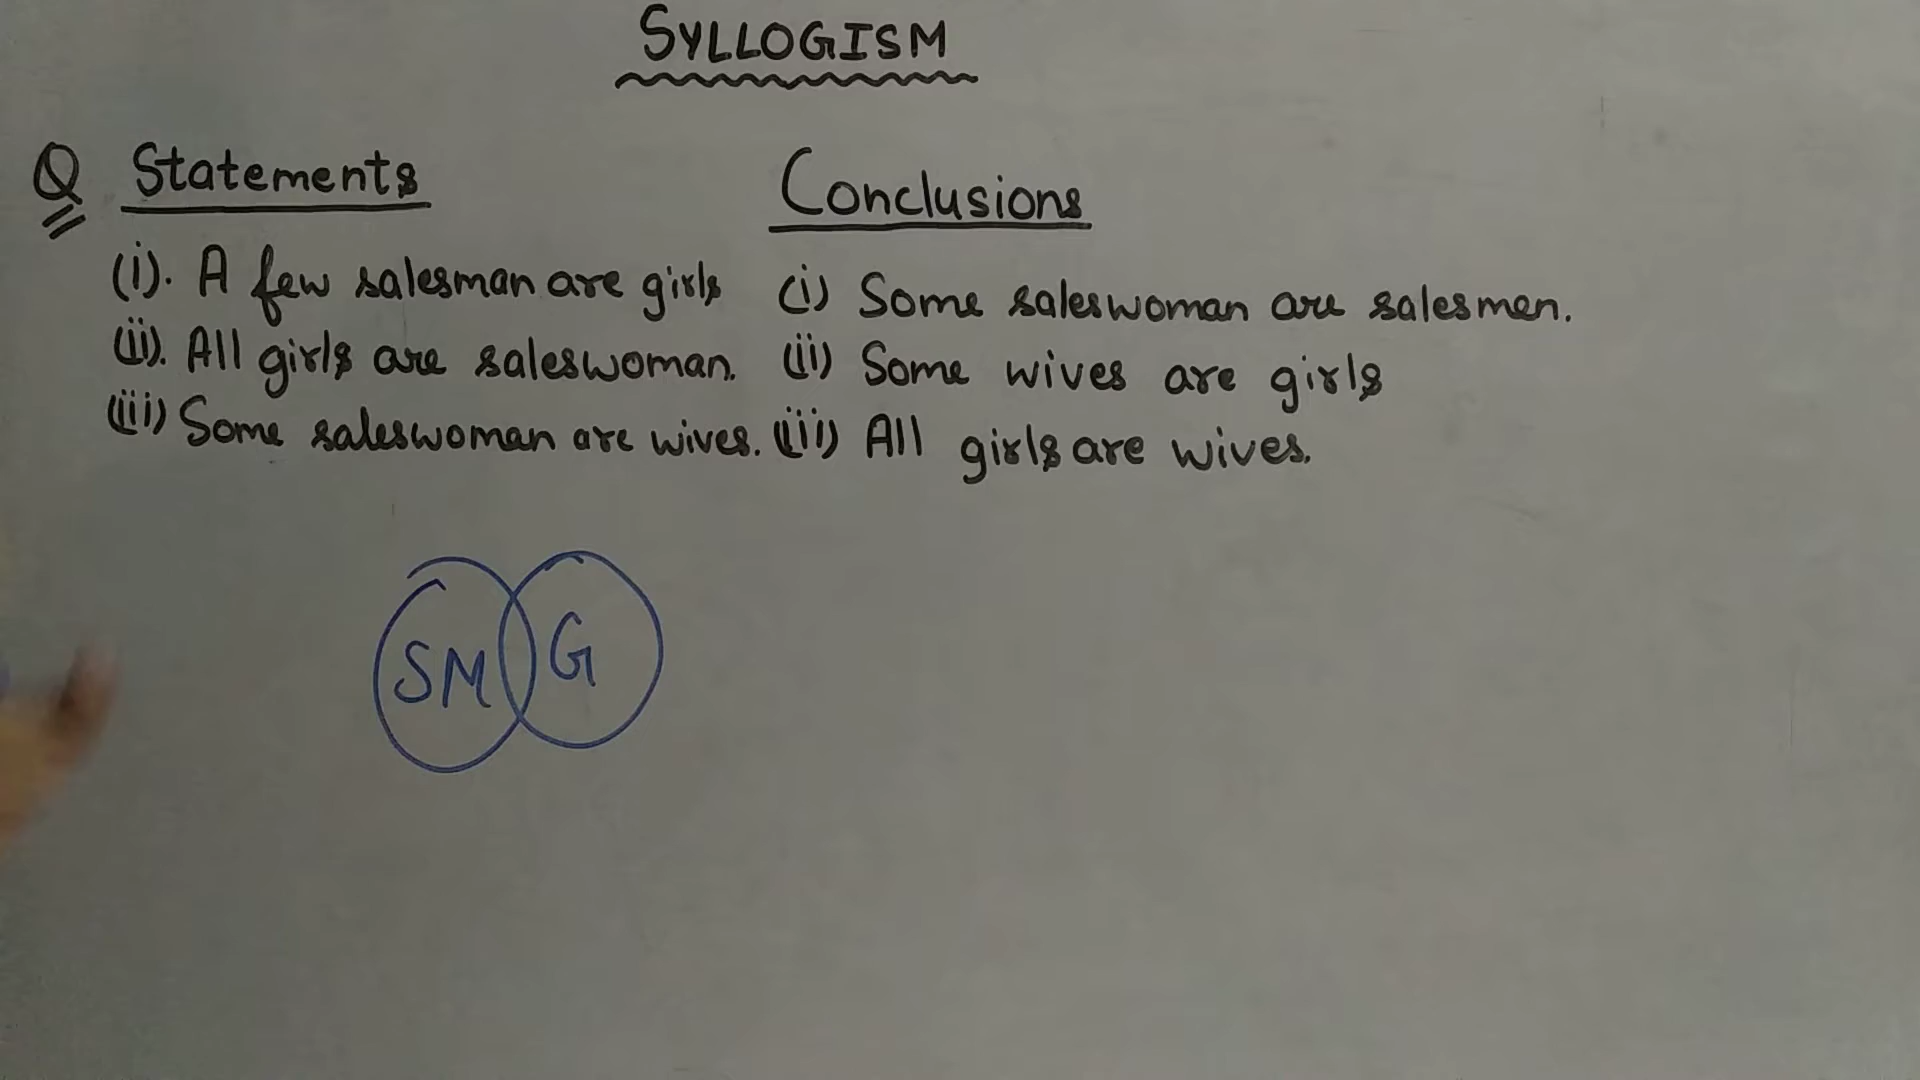 SYLLOGISM
Q Statements
(i). A few salesman are girls
(ii). All girls are saleswoman.
(iii) Some saleswoman are wives.
Conclusions
(i) Some saleswoman are salesmen.
(ii) Some wives are girls
(iii) All girls are wives.
SM G